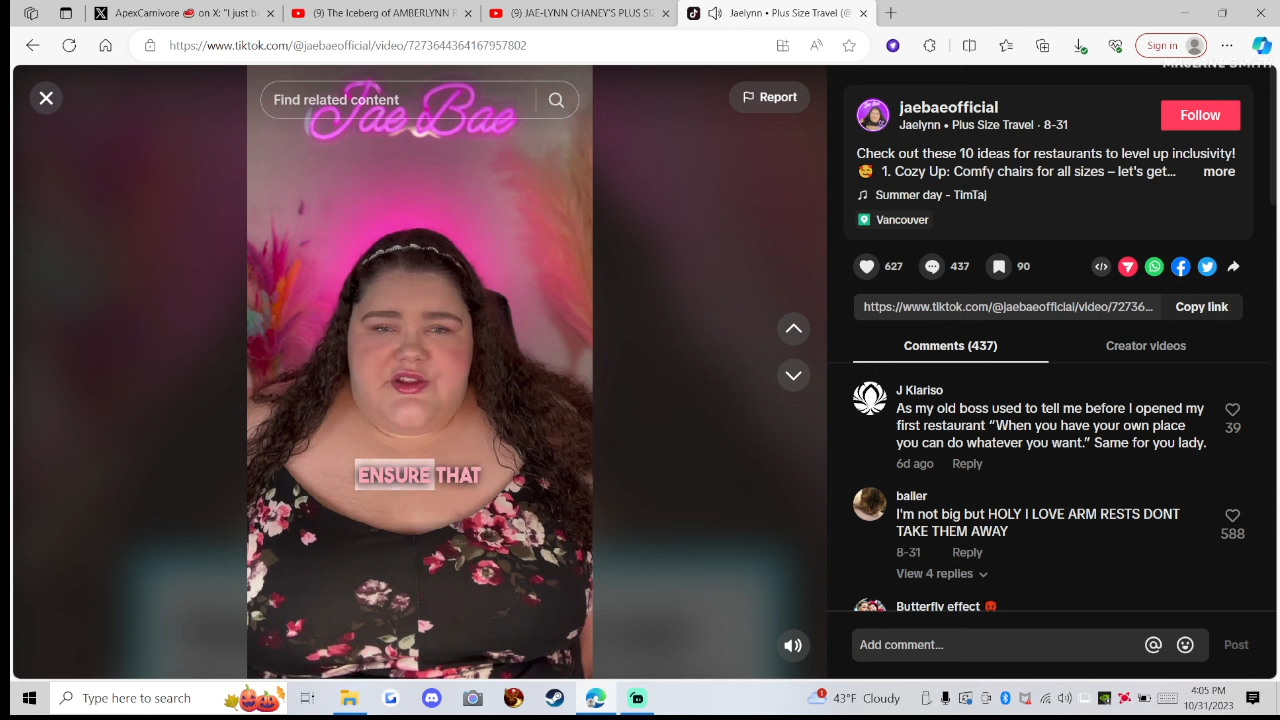 ApexCarnivore 🥩 on X: "I just b
(9) The Iceberg of AMBERLYNN R
(9) JAE-LYNN CHANEY'S PLUS SIZ
Jaelynn • Plus Size Travel (@
https://www.tiktok.com/@jaebaeofficial/video/7273644364167957802
Sign in
Find related content
Report
Jae Bae
ENSURE THAT
jaebaeofficial
Jaelynn • Plus Size Travel · 8-31
Follow
Check out these 10 ideas for restaurants to level up inclusivity!
🥰 1. Cozy Up: Comfy chairs for all sizes – let's get... more
Summer day - TimTaj
Vancouver
627
437
90
https://www.tiktok.com/@jaebaeofficial/video/72736...
Copy link
Comments (437)
Creator videos
J Klariso
As my old boss used to tell me before I opened my
first restaurant “When you have your own place
you can do whatever you want.” Same for you lady.
39
6d ago Reply
baller
I'm not big but HOLY I LOVE ARM RESTS DONT
TAKE THEM AWAY
588
8-31 Reply
View 4 replies
Butterfly effect
Add comment...
Post
Type here to search
1
43°F Cloudy
4:05 PM
10/31/2023